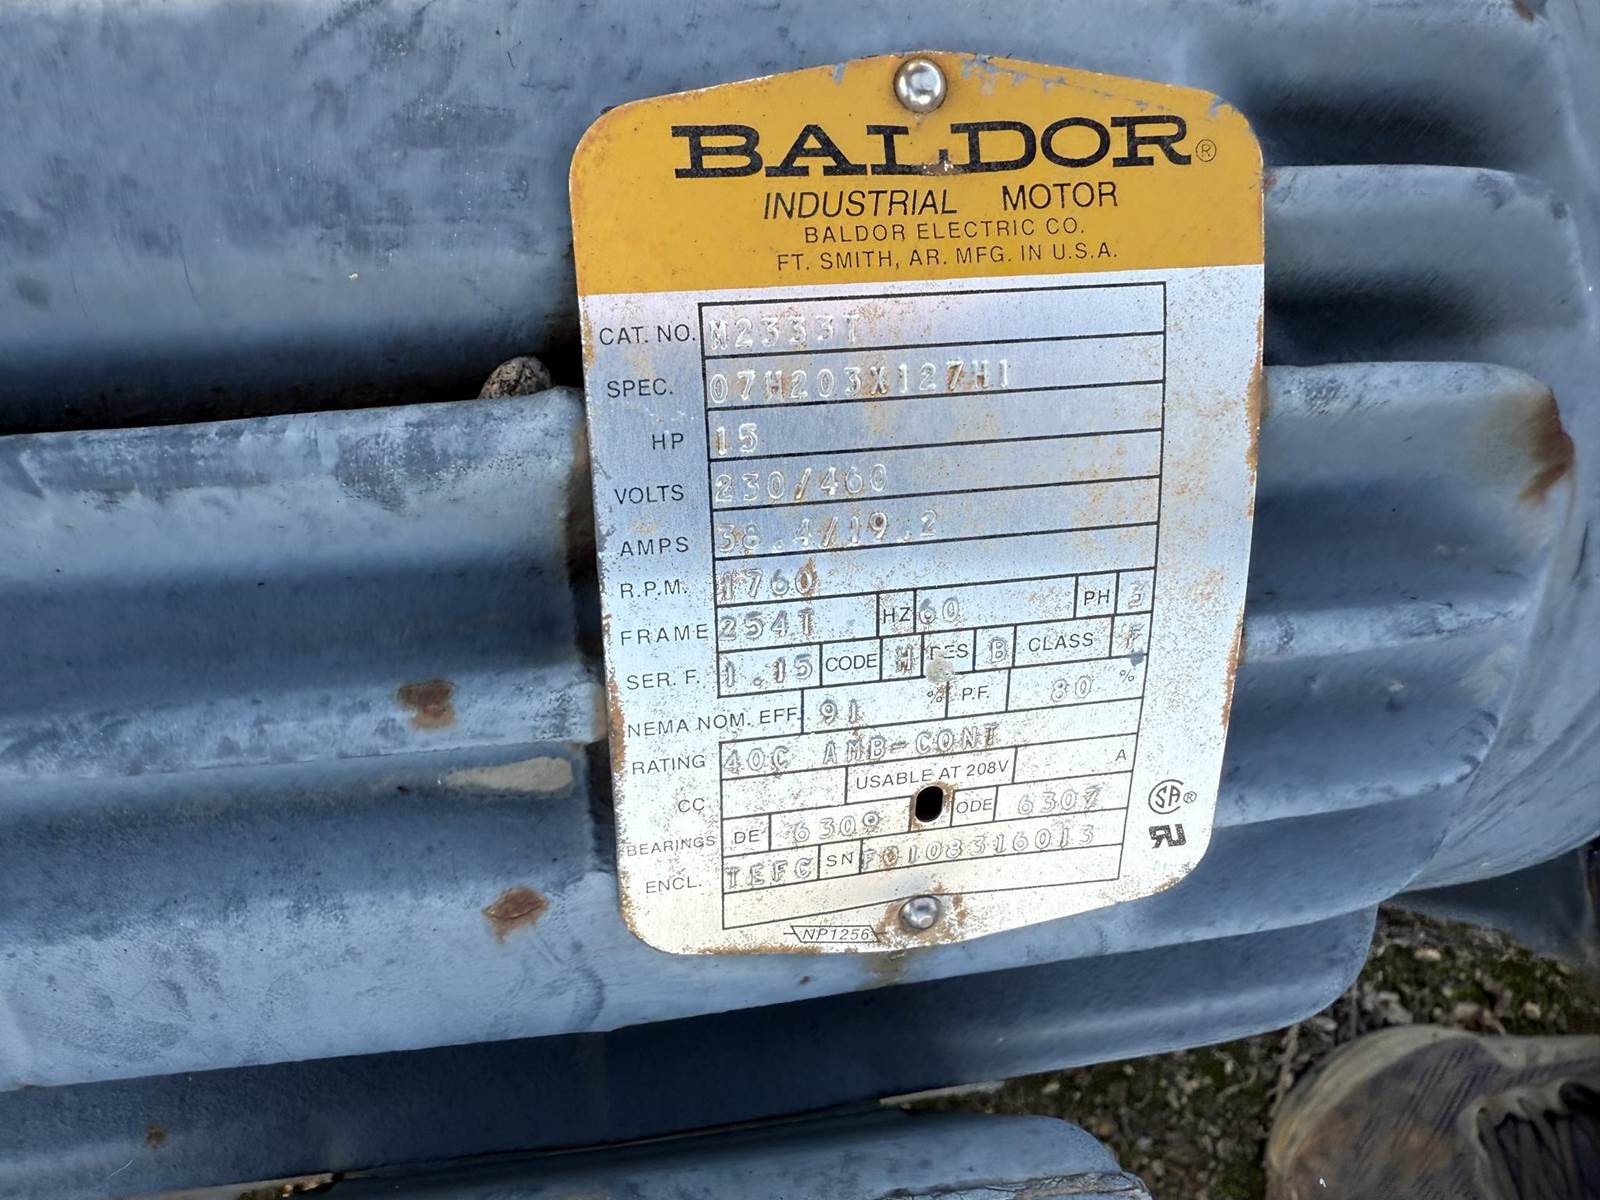 BALDOR®
INDUSTRIAL MOTOR
BALDOR ELECTRIC CO.
FT. SMITH, AR. MFG. IN U.S.A.
CAT. NO. M2333T
SPEC. 07H203X127H1
HP 15
VOLTS 230/460
AMPS 38.4/19.2
R.P.M. 1760
FRAME 254T HZ 60 PH 3
SER. F. 1.15 CODE H DES B CLASS F
NEMA NOM. EFF. 91 % P.F. 80 %
RATING 40C AMB-CONT
CC USABLE AT 208V A
BEARINGS DE 6309 ODE 6307
ENCL. TEFC SN F0108316013
NP1256
SA®
UR